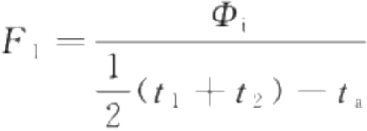 F₁ = Φᵢ / (½(t₁ + t₂) − tₐ)